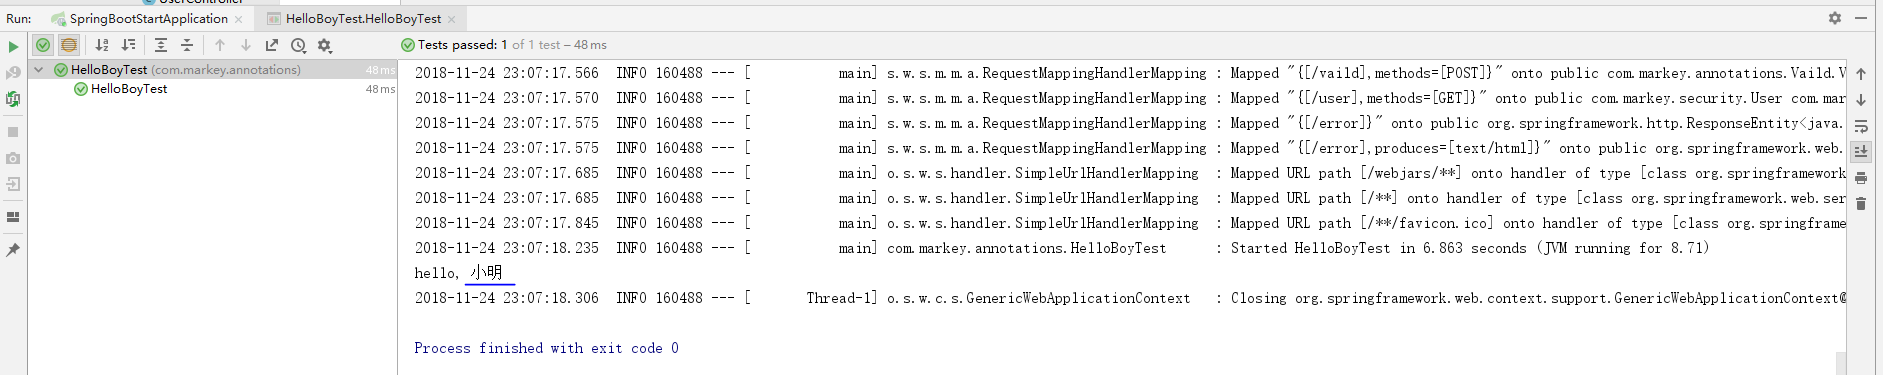 UserController
Run: SpringBootStartApplication × HelloBoyTest.HelloBoyTest ×
Tests passed: 1 of 1 test – 48 ms
HelloBoyTest (com.markey.annotations) 48 ms
HelloBoyTest 48 ms
2018-11-24 23:07:17.566  INFO 160488 --- [           main] s.w.s.m.m.a.RequestMappingHandlerMapping : Mapped "{[/vaild],methods=[POST]}" onto public com.markey.annotations.Vaild.V
2018-11-24 23:07:17.570  INFO 160488 --- [           main] s.w.s.m.m.a.RequestMappingHandlerMapping : Mapped "{[/user],methods=[GET]}" onto public com.markey.security.User com.mar
2018-11-24 23:07:17.575  INFO 160488 --- [           main] s.w.s.m.m.a.RequestMappingHandlerMapping : Mapped "{[/error]}" onto public org.springframework.http.ResponseEntity<java.
2018-11-24 23:07:17.575  INFO 160488 --- [           main] s.w.s.m.m.a.RequestMappingHandlerMapping : Mapped "{[/error],produces=[text/html]}" onto public org.springframework.web.
2018-11-24 23:07:17.685  INFO 160488 --- [           main] o.s.w.s.handler.SimpleUrlHandlerMapping  : Mapped URL path [/webjars/**] onto handler of type [class org.springframework
2018-11-24 23:07:17.685  INFO 160488 --- [           main] o.s.w.s.handler.SimpleUrlHandlerMapping  : Mapped URL path [/**] onto handler of type [class org.springframework.web.ser
2018-11-24 23:07:17.845  INFO 160488 --- [           main] o.s.w.s.handler.SimpleUrlHandlerMapping  : Mapped URL path [/**/favicon.ico] onto handler of type [class org.springframe
2018-11-24 23:07:18.235  INFO 160488 --- [           main] com.markey.annotations.HelloBoyTest      : Started HelloBoyTest in 6.863 seconds (JVM running for 8.71)
hello, 小明
2018-11-24 23:07:18.306  INFO 160488 --- [       Thread-1] o.s.w.c.s.GenericWebApplicationContext   : Closing org.springframework.web.context.support.GenericWebApplicationContext@
Process finished with exit code 0